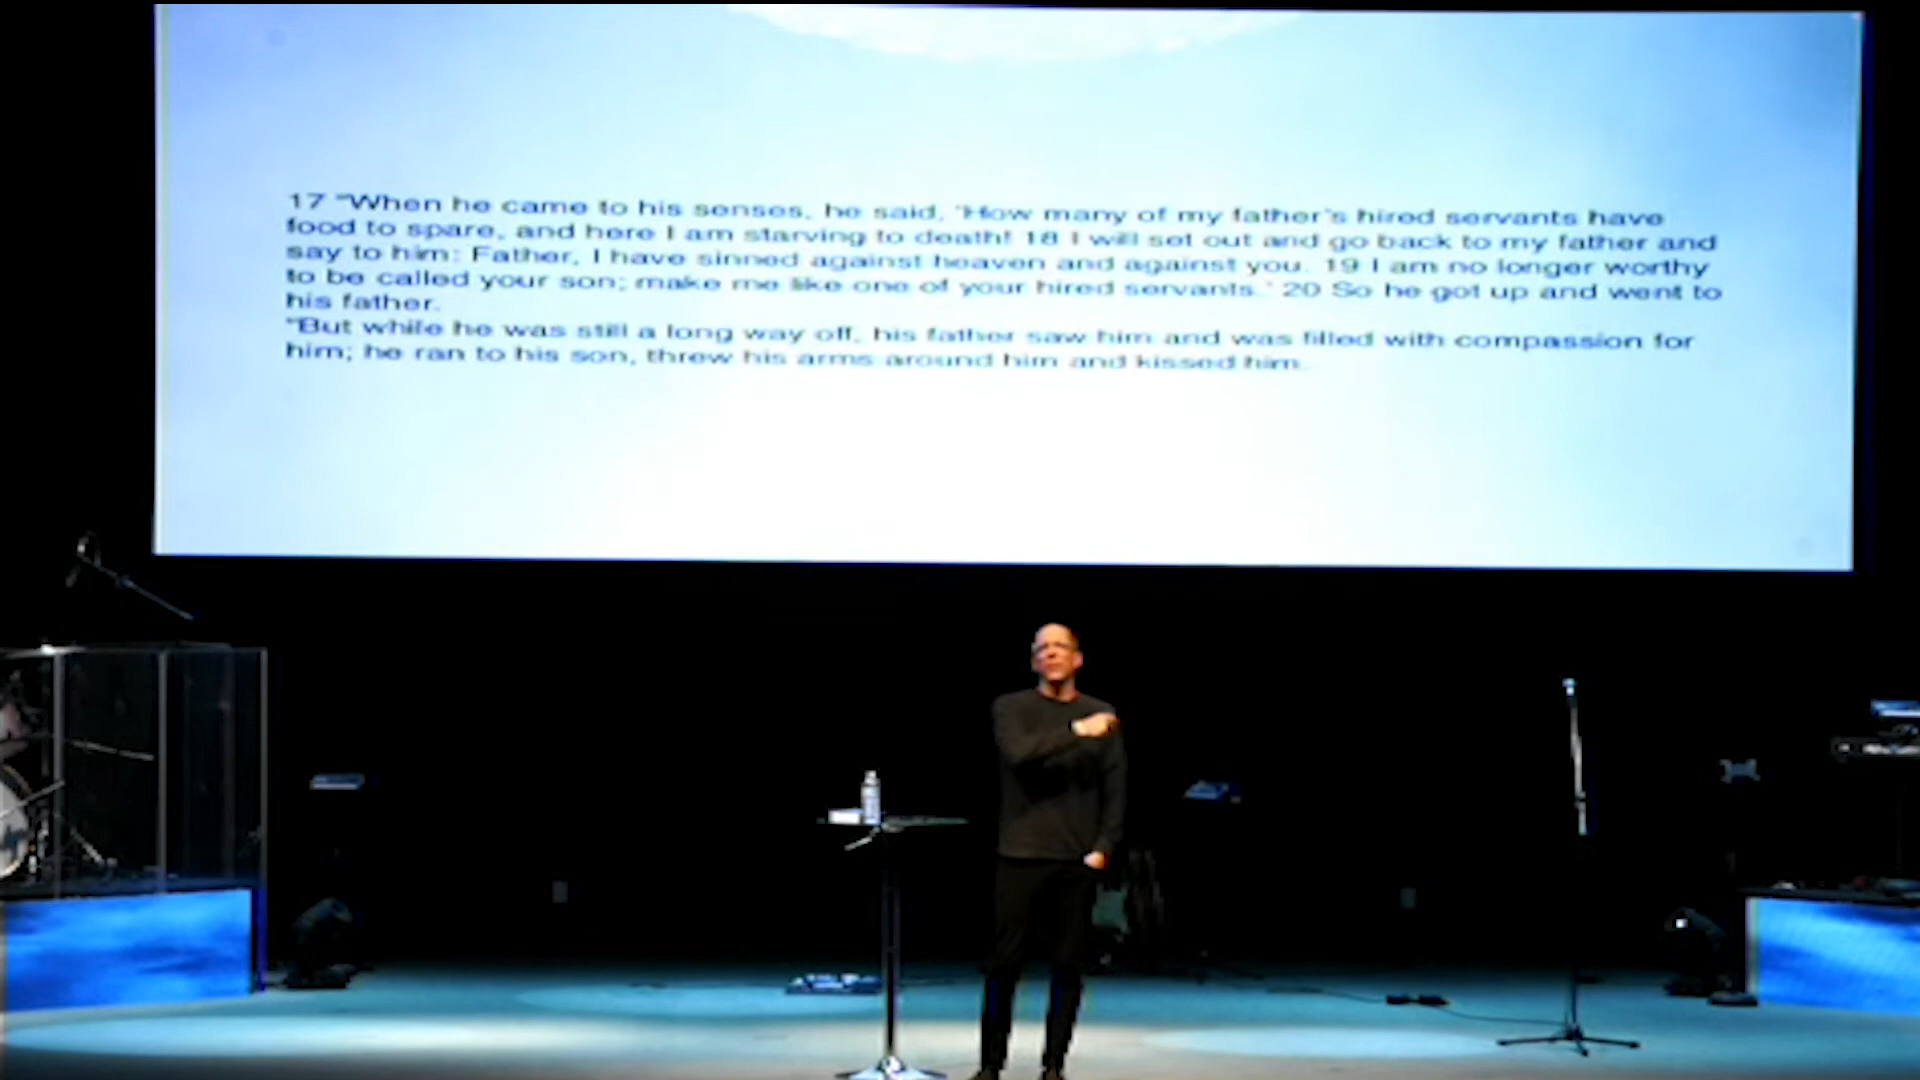 17 "When he came to his senses, he said, 'How many of my father's hired servants have
food to spare, and here I am starving to death! 18 I will set out and go back to my father and
say to him: Father, I have sinned against heaven and against you. 19 I am no longer worthy
to be called your son; make me like one of your hired servants.' 20 So he got up and went to
his father.
"But while he was still a long way off, his father saw him and was filled with compassion for
him; he ran to his son, threw his arms around him and kissed him.